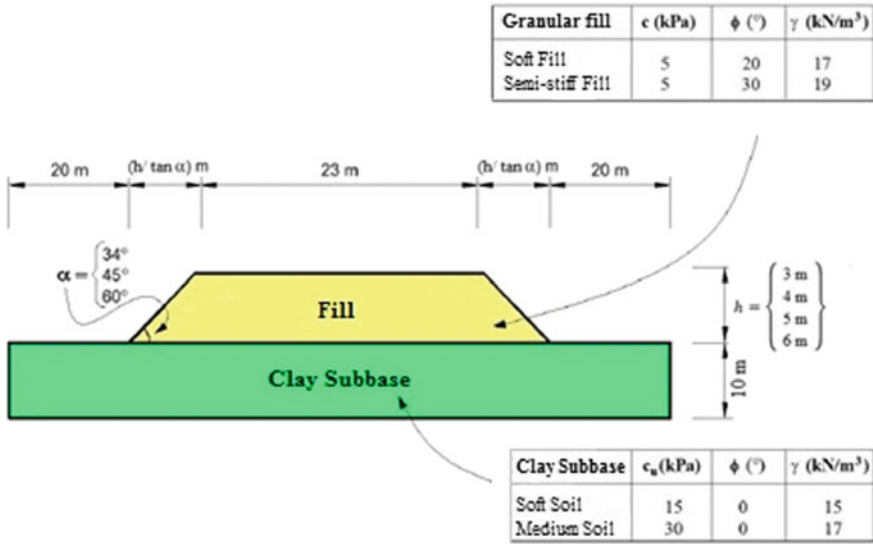 Granular fill c (kPa) ϕ (°) γ (kN/m³)
Soft Fill 5 20 17
Semi-stiff Fill 5 30 19
20 m (h/ tan α) m 23 m (h/ tan α) m 20 m
α = { 34° 45° 60°
Fill
h = { 3 m 4 m 5 m 6 m }
Clay Subbase
10 m
Clay Subbase cᵤ (kPa) ϕ (°) γ (kN/m³)
Soft Soil 15 0 15
Medium Soil 30 0 17